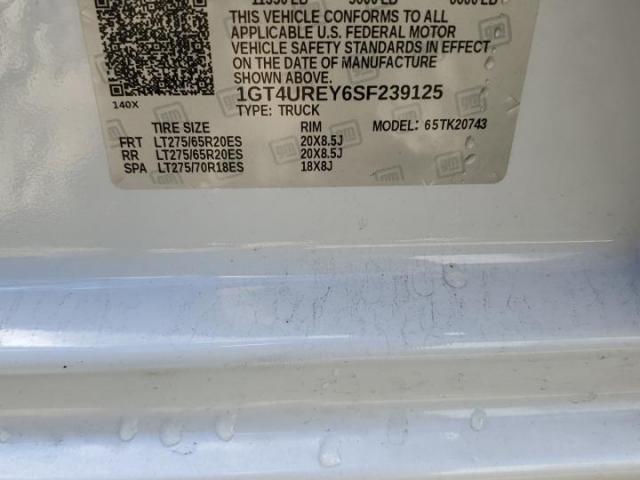 THIS VEHICLE CONFORMS TO ALL
APPLICABLE U.S. FEDERAL MOTOR
VEHICLE SAFETY STANDARDS IN EFFECT
ON THE DATE OF MANUFACTURE
SHOWN ABOVE.
140X
1GT4UREY6SF239125
TYPE: TRUCK
TIRE SIZE RIM MODEL: 65TK20743
FRT LT275/65R20ES 20X8.5J
RR LT275/65R20ES 20X8.5J
SPA LT275/70R18ES 18X8J